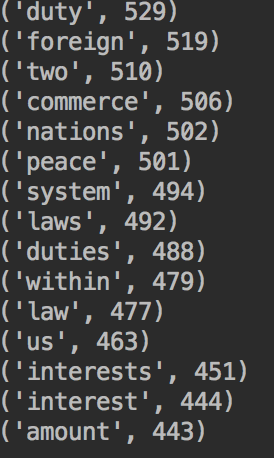 ('duty', 529)
('foreign', 519)
('two', 510)
('commerce', 506)
('nations', 502)
('peace', 501)
('system', 494)
('laws', 492)
('duties', 488)
('within', 479)
('law', 477)
('us', 463)
('interests', 451)
('interest', 444)
('amount', 443)